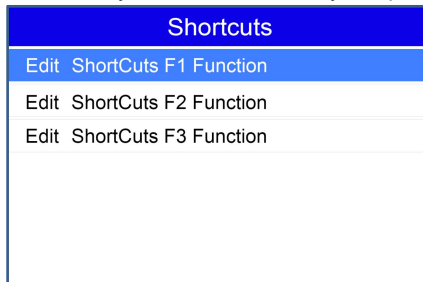 Shortcuts
Edit ShortCuts F1 Function
Edit ShortCuts F2 Function
Edit ShortCuts F3 Function